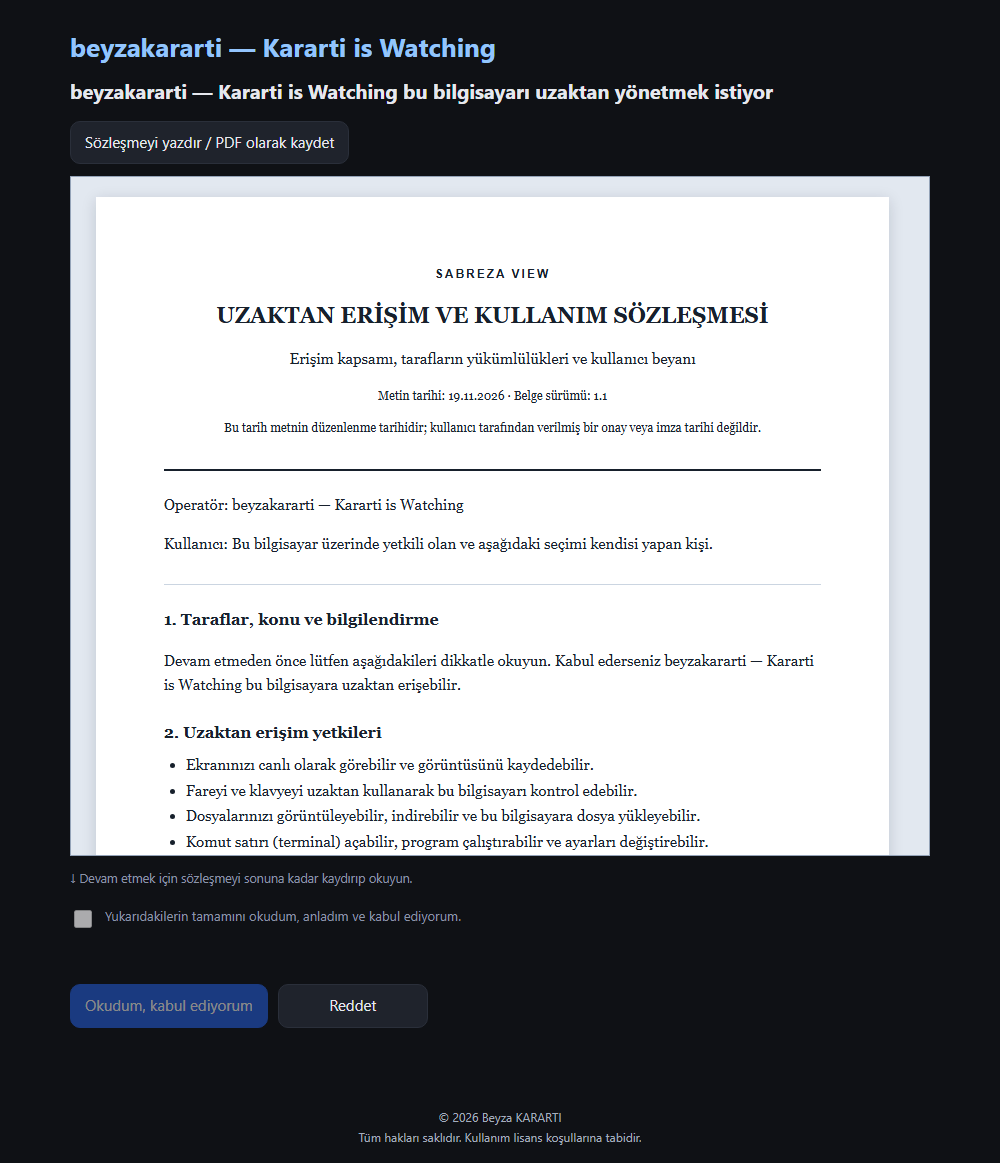 beyzakararti — Kararti is Watching
beyzakararti — Kararti is Watching bu bilgisayarı uzaktan yönetmek istiyor
Sözleşmeyi yazdır / PDF olarak kaydet
SABREZA VIEW
UZAKTAN ERİŞİM VE KULLANIM SÖZLEŞMESİ
Erişim kapsamı, tarafların yükümlülükleri ve kullanıcı beyanı
Metin tarihi: 19.11.2026 · Belge sürümü: 1.1
Bu tarih metnin düzenlenme tarihidir; kullanıcı tarafından verilmiş bir onay veya imza tarihi değildir.
Operatör: beyzakararti — Kararti is Watching
Kullanıcı: Bu bilgisayar üzerinde yetkili olan ve aşağıdaki seçimi kendisi yapan kişi.
1. Taraflar, konu ve bilgilendirme
Devam etmeden önce lütfen aşağıdakileri dikkatle okuyun. Kabul ederseniz beyzakararti — Kararti
is Watching bu bilgisayara uzaktan erişebilir.
2. Uzaktan erişim yetkileri
• Ekranınızı canlı olarak görebilir ve görüntüsünü kaydedebilir.
• Fareyi ve klavyeyi uzaktan kullanarak bu bilgisayarı kontrol edebilir.
• Dosyalarınızı görüntüleyebilir, indirebilir ve bu bilgisayara dosya yükleyebilir.
• Komut satırı (terminal) açabilir, program çalıştırabilir ve ayarları değiştirebilir.
↓ Devam etmek için sözleşmeyi sonuna kadar kaydırıp okuyun.
Yukarıdakilerin tamamını okudum, anladım ve kabul ediyorum.
Okudum, kabul ediyorum
Reddet
© 2026 Beyza KARARTI
Tüm hakları saklıdır. Kullanım lisans koşullarına tabidir.